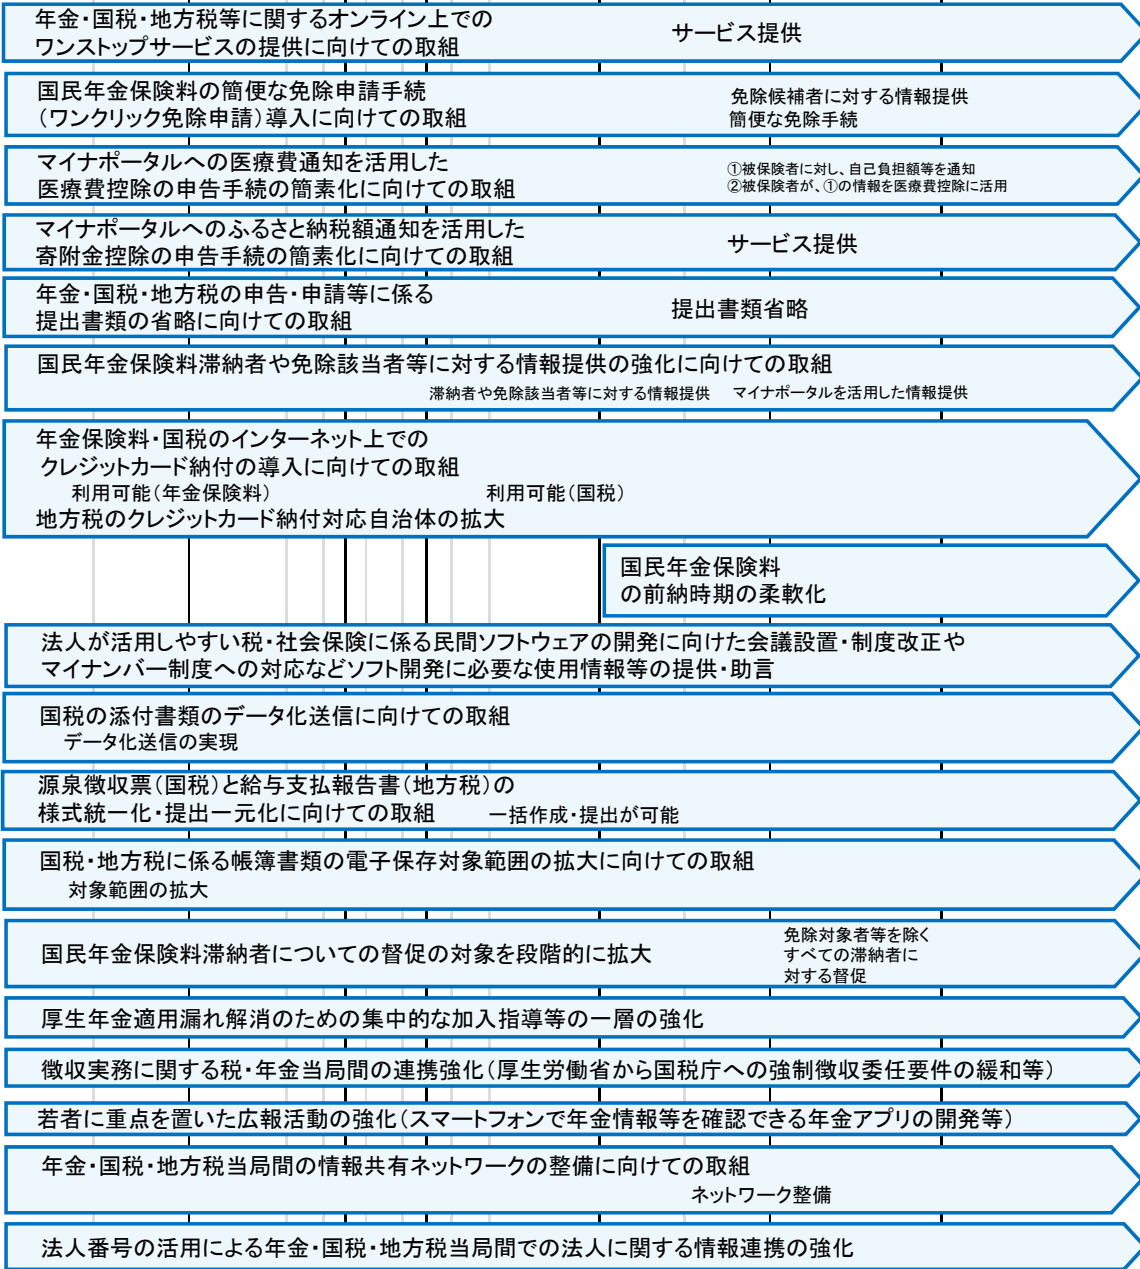 年金・国税・地方税等に関するオンライン上での
ワンストップサービスの提供に向けての取組
サービス提供
国民年金保険料の簡便な免除申請手続
（ワンクリック免除申請）導入に向けての取組
免除候補者に対する情報提供
簡便な免除手続
マイナポータルへの医療費通知を活用した
医療費控除の申告手続の簡素化に向けての取組
①被保険者に対し、自己負担額等を通知
②被保険者が、①の情報を医療費控除に活用
マイナポータルへのふるさと納税額通知を活用した
寄附金控除の申告手続の簡素化に向けての取組
サービス提供
年金・国税・地方税の申告・申請等に係る
提出書類の省略に向けての取組
提出書類省略
国民年金保険料滞納者や免除該当者等に対する情報提供の強化に向けての取組
滞納者や免除該当者等に対する情報提供 マイナポータルを活用した情報提供
年金保険料・国税のインターネット上での
クレジットカード納付の導入に向けての取組
利用可能（年金保険料） 利用可能（国税）
地方税のクレジットカード納付対応自治体の拡大
国民年金保険料
の前納時期の柔軟化
法人が活用しやすい税・社会保険に係る民間ソフトウェアの開発に向けた会議設置・制度改正や
マイナンバー制度への対応などソフト開発に必要な使用情報等の提供・助言
国税の添付書類のデータ化送信に向けての取組
データ化送信の実現
源泉徴収票（国税）と給与支払報告書（地方税）の
様式統一化・提出一元化に向けての取組
一括作成・提出が可能
国税・地方税に係る帳簿書類の電子保存対象範囲の拡大に向けての取組
対象範囲の拡大
国民年金保険料滞納者についての督促の対象を段階的に拡大
免除対象者等を除く
すべての滞納者に
対する督促
厚生年金適用漏れ解消のための集中的な加入指導等の一層の強化
徴収実務に関する税・年金当局間の連携強化（厚生労働省から国税庁への強制徴収委任要件の緩和等）
若者に重点を置いた広報活動の強化（スマートフォンで年金情報等を確認できる年金アプリの開発等）
年金・国税・地方税当局間の情報共有ネットワークの整備に向けての取組
ネットワーク整備
法人番号の活用による年金・国税・地方税当局間での法人に関する情報連携の強化